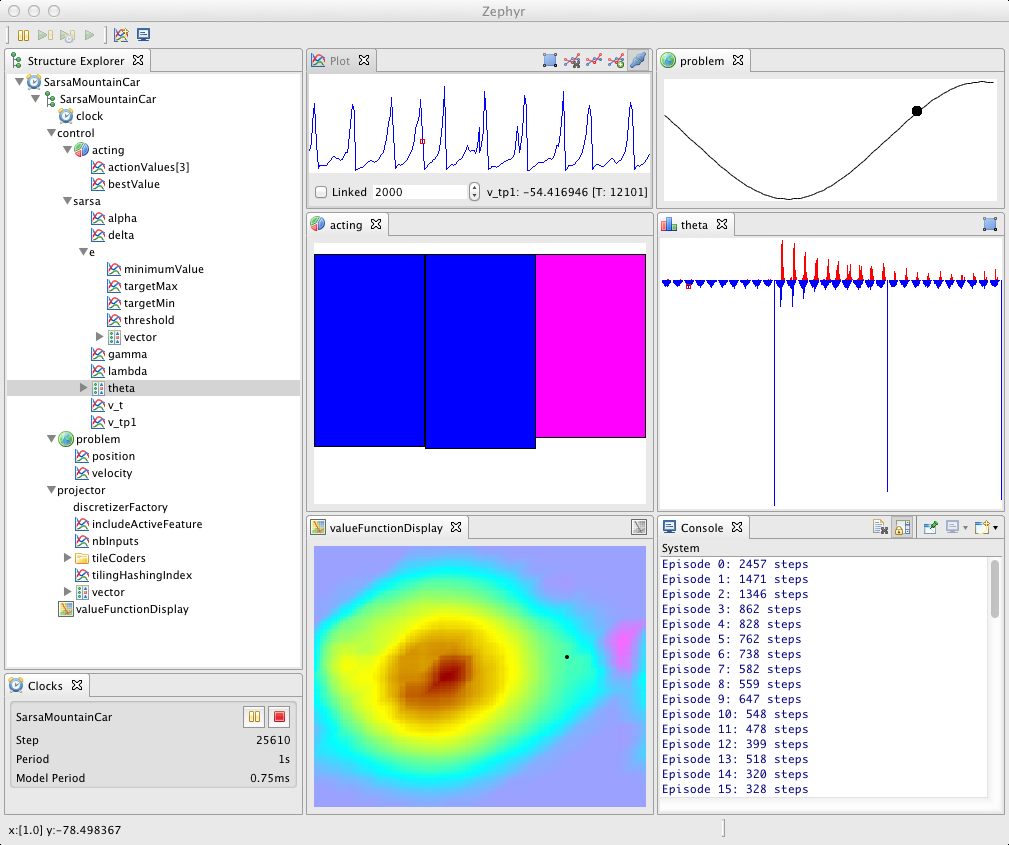 Zephyr
Structure Explorer
SarsaMountainCar
SarsaMountainCar
clock
control
acting
actionValues[3]
bestValue
sarsa
alpha
delta
e
minimumValue
targetMax
targetMin
threshold
vector
gamma
lambda
theta
v_t
v_tp1
problem
position
velocity
projector
discretizerFactory
includeActiveFeature
nbInputs
tileCoders
tilingHashingIndex
vector
valueFunctionDisplay
Clocks
SarsaMountainCar
Step 25610
Period 1s
Model Period 0.75ms
Plot
Linked 2000 v_tp1: -54.416946 [T: 12101]
problem
acting
theta
valueFunctionDisplay
Console
System
Episode 0: 2457 steps
Episode 1: 1471 steps
Episode 2: 1346 steps
Episode 3: 862 steps
Episode 4: 828 steps
Episode 5: 762 steps
Episode 6: 738 steps
Episode 7: 582 steps
Episode 8: 559 steps
Episode 9: 647 steps
Episode 10: 548 steps
Episode 11: 478 steps
Episode 12: 399 steps
Episode 13: 518 steps
Episode 14: 320 steps
Episode 15: 328 steps
x:[1.0] y:-78.498367